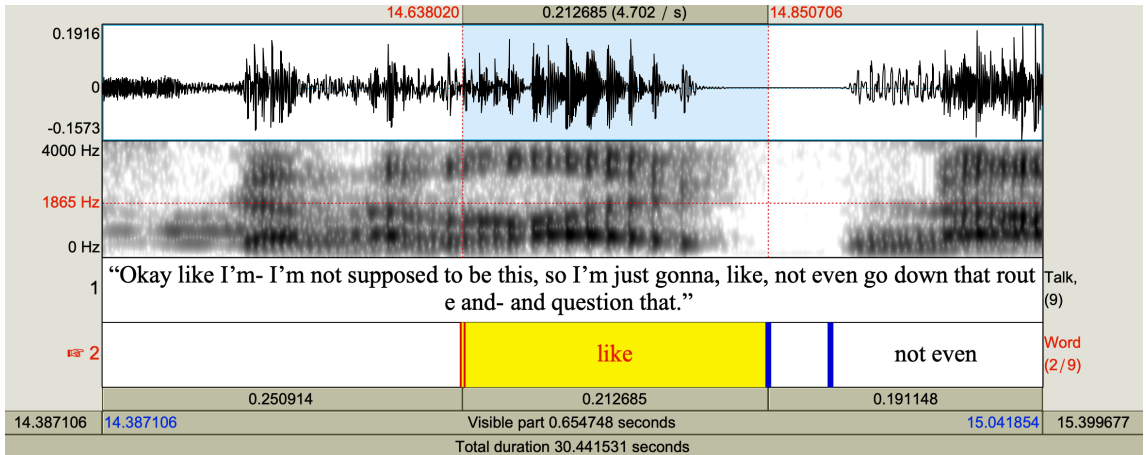 14.638020 0.212685 (4.702 / s) 14.850706
0.1916
0
-0.1573
4000 Hz
1865 Hz
0 Hz
1 “Okay like I’m- I’m not supposed to be this, so I’m just gonna, like, not even go down that rout Talk,
e and- and question that.” (9)
☞ 2 like not even Word
(2/9)
0.250914 0.212685 0.191148
14.387106 14.387106 Visible part 0.654748 seconds 15.041854 15.399677
Total duration 30.441531 seconds